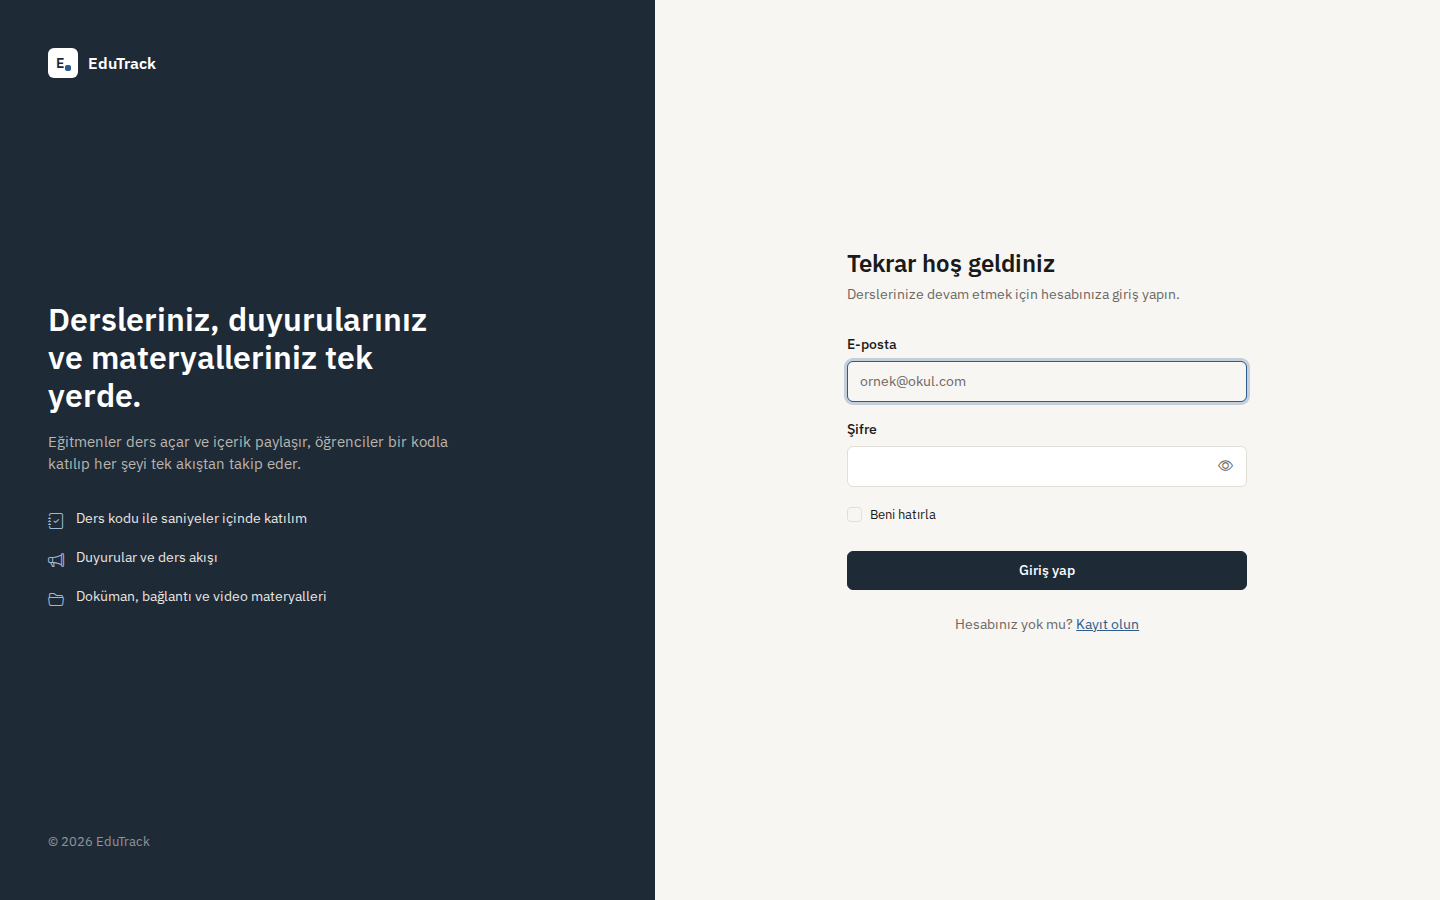 E.
EduTrack
Dersleriniz, duyurularınız
ve materyalleriniz tek
yerde.
Eğitmenler ders açar ve içerik paylaşır, öğrenciler bir kodla
katılıp her şeyi tek akıştan takip eder.
Ders kodu ile saniyeler içinde katılım
Duyurular ve ders akışı
Doküman, bağlantı ve video materyalleri
© 2026 EduTrack
Tekrar hoş geldiniz
Derslerinize devam etmek için hesabınıza giriş yapın.
E-posta
ornek@okul.com
Şifre
Beni hatırla
Giriş yap
Hesabınız yok mu? Kayıt olun